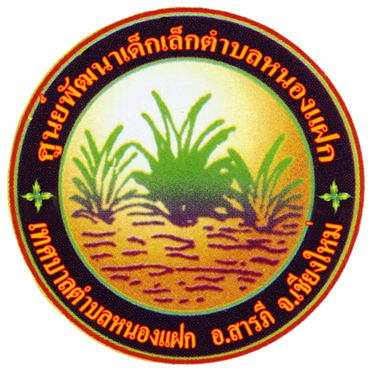 ศูนย์พัฒนาเด็กเล็กตำบลหนองแฝก
เทศบาลตำบลหนองแฝก อ.สารภี จ.เชียงใหม่